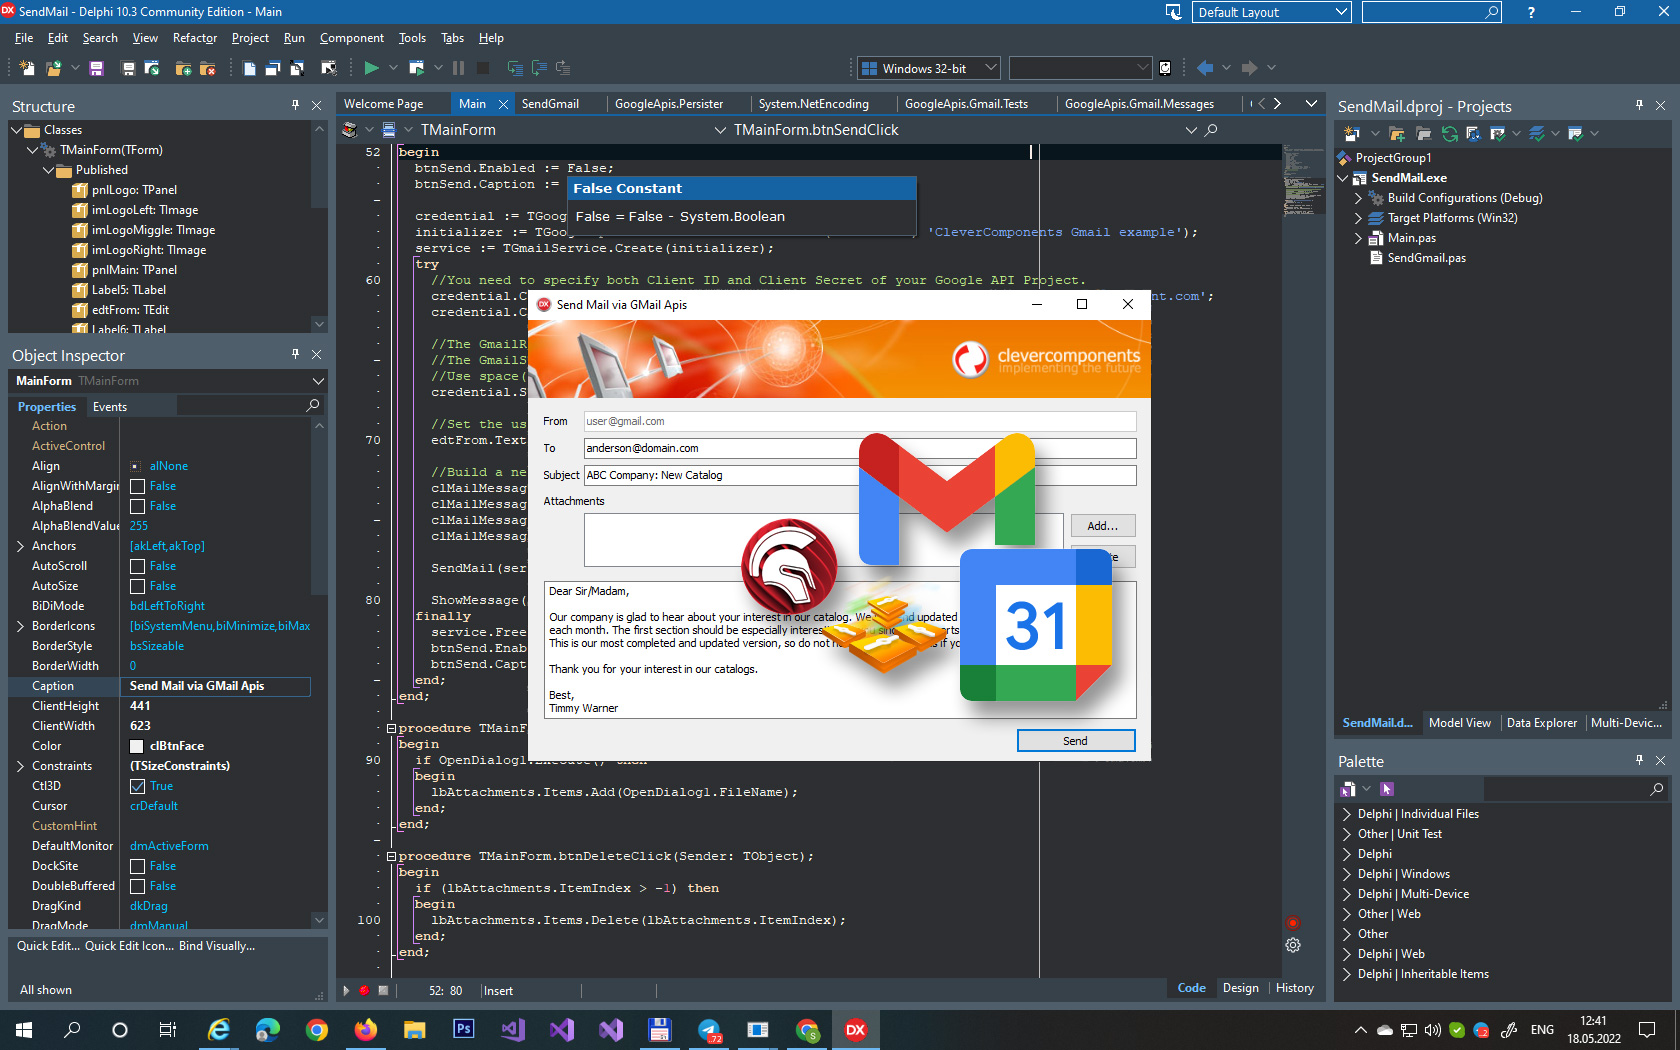 SendMail - Delphi 10.3 Community Edition - Main
Default Layout
?
File Edit Search View Refactor Project Run Component Tools Tabs Help
Windows 32-bit
Structure
Classes
TMainForm(TForm)
Published
pnlLogo: TPanel
imLogoLeft: TImage
imLogoMiggle: TImage
imLogoRight: TImage
pnlMain: TPanel
Label5: TLabel
edtFrom: TEdit
Label6: TLabel
Object Inspector
MainForm TMainForm
Properties Events
Action
ActiveControl
Align alNone
AlignWithMargin False
AlphaBlend False
AlphaBlendValue 255
Anchors [akLeft,akTop]
AutoScroll False
AutoSize False
BiDiMode bdLeftToRight
BorderIcons [biSystemMenu,biMinimize,biMax
BorderStyle bsSizeable
BorderWidth 0
Caption Send Mail via GMail Apis
ClientHeight 441
ClientWidth 623
Color clBtnFace
Constraints (TSizeConstraints)
Ctl3D True
Cursor crDefault
CustomHint
DefaultMonitor dmActiveForm
DockSite False
DoubleBuffered False
DragKind dkDrag
DragMode dmManual
Quick Edit... Quick Edit Icon... Bind Visually...
All shown
Welcome Page Main SendGmail GoogleApis.Persister System.NetEncoding GoogleApis.Gmail.Tests GoogleApis.Gmail.Messages
TMainForm TMainForm.btnSendClick
52 begin
btnSend.Enabled := False;
btnSend.Caption :=
False Constant
False = False - System.Boolean
credential := TGoog
initializer := TGoog 'CleverComponents Gmail example');
service := TGmailService.Create(initializer);
try
60 //You need to specify both Client ID and Client Secret of your Google API Project.
credential.C nt.com';
credential.C
//The GmailR
//The GmailS
//Use space(
credential.S
//Set the us
70 edtFrom.Text
//Build a ne
clMailMessag
clMailMessag
clMailMessag
clMailMessag
SendMail(ser
80 ShowMessage(
finally
service.Free
btnSend.Enab
btnSend.Capt
end;
end;
procedure TMainF
begin
90 if OpenDialog1.Execute() then
begin
lbAttachments.Items.Add(OpenDialog1.FileName);
end;
end;
procedure TMainForm.btnDeleteClick(Sender: TObject);
begin
if (lbAttachments.ItemIndex > -1) then
begin
100 lbAttachments.Items.Delete(lbAttachments.ItemIndex);
end;
end;
52: 80 Insert
Code Design History
Send Mail via GMail Apis
clevercomponents
implementing the future
From user@gmail.com
To anderson@domain.com
Subject ABC Company: New Catalog
Attachments
Add...
Dear Sir/Madam,
Our company is glad to hear about your interest in our catalog. We nd updated
each month. The first section should be especially interesti sinc orts
This is our most completed and updated version, so do not if yo
Thank you for your interest in our catalogs.
Best,
Timmy Warner
31
Send
SendMail.dproj - Projects
ProjectGroup1
SendMail.exe
Build Configurations (Debug)
Target Platforms (Win32)
Main.pas
SendGmail.pas
SendMail.d... Model View Data Explorer Multi-Devic...
Palette
Delphi | Individual Files
Other | Unit Test
Delphi
Delphi | Windows
Delphi | Multi-Device
Other | Web
Other
Delphi | Web
Delphi | Inheritable Items
Ps
72
DX
ENG
12:41
18.05.2022